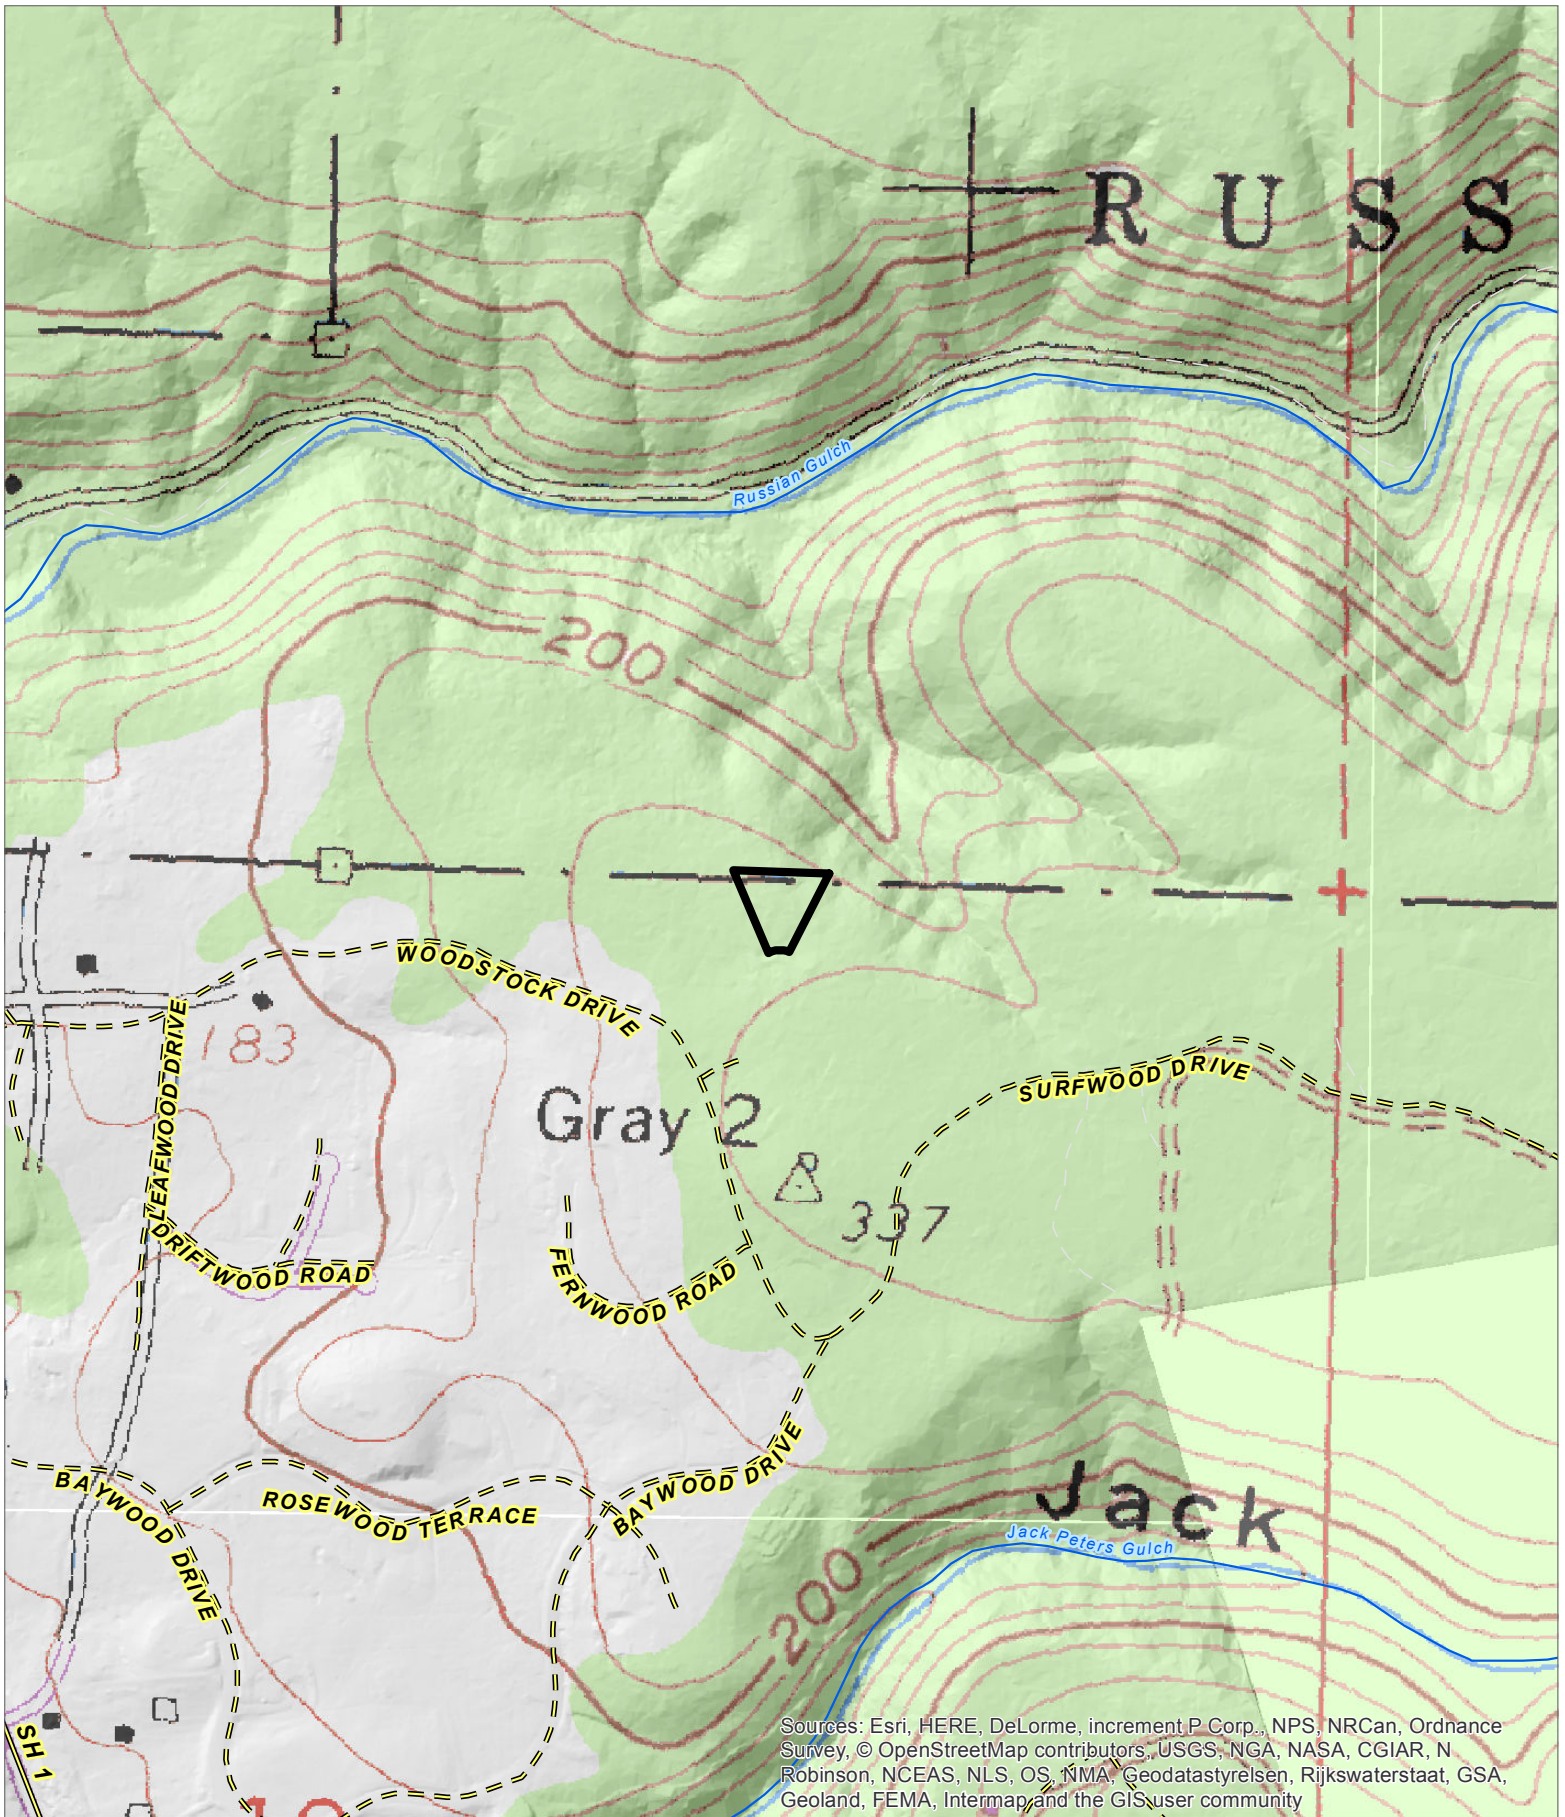 R U S S
Russian Gulch
200
WOODSTOCK DRIVE
LEAFWOOD DRIVE
183
SURFWOOD DRIVE
Gray 2
337
DRIFTWOOD ROAD
FERNWOOD ROAD
BAYWOOD DRIVE
ROSEWOOD TERRACE
BAYWOOD DRIVE
Jack
Jack Peters Gulch
200
SH 1
Sources: Esri, HERE, DeLorme, increment P Corp., NPS, NRCan, Ordnance
Survey, © OpenStreetMap contributors, USGS, NGA, NASA, CGIAR, N
Robinson, NCEAS, NLS, OS, NMA, Geodatastyrelsen, Rijkswaterstaat, GSA,
Geoland, FEMA, Intermap and the GIS user community